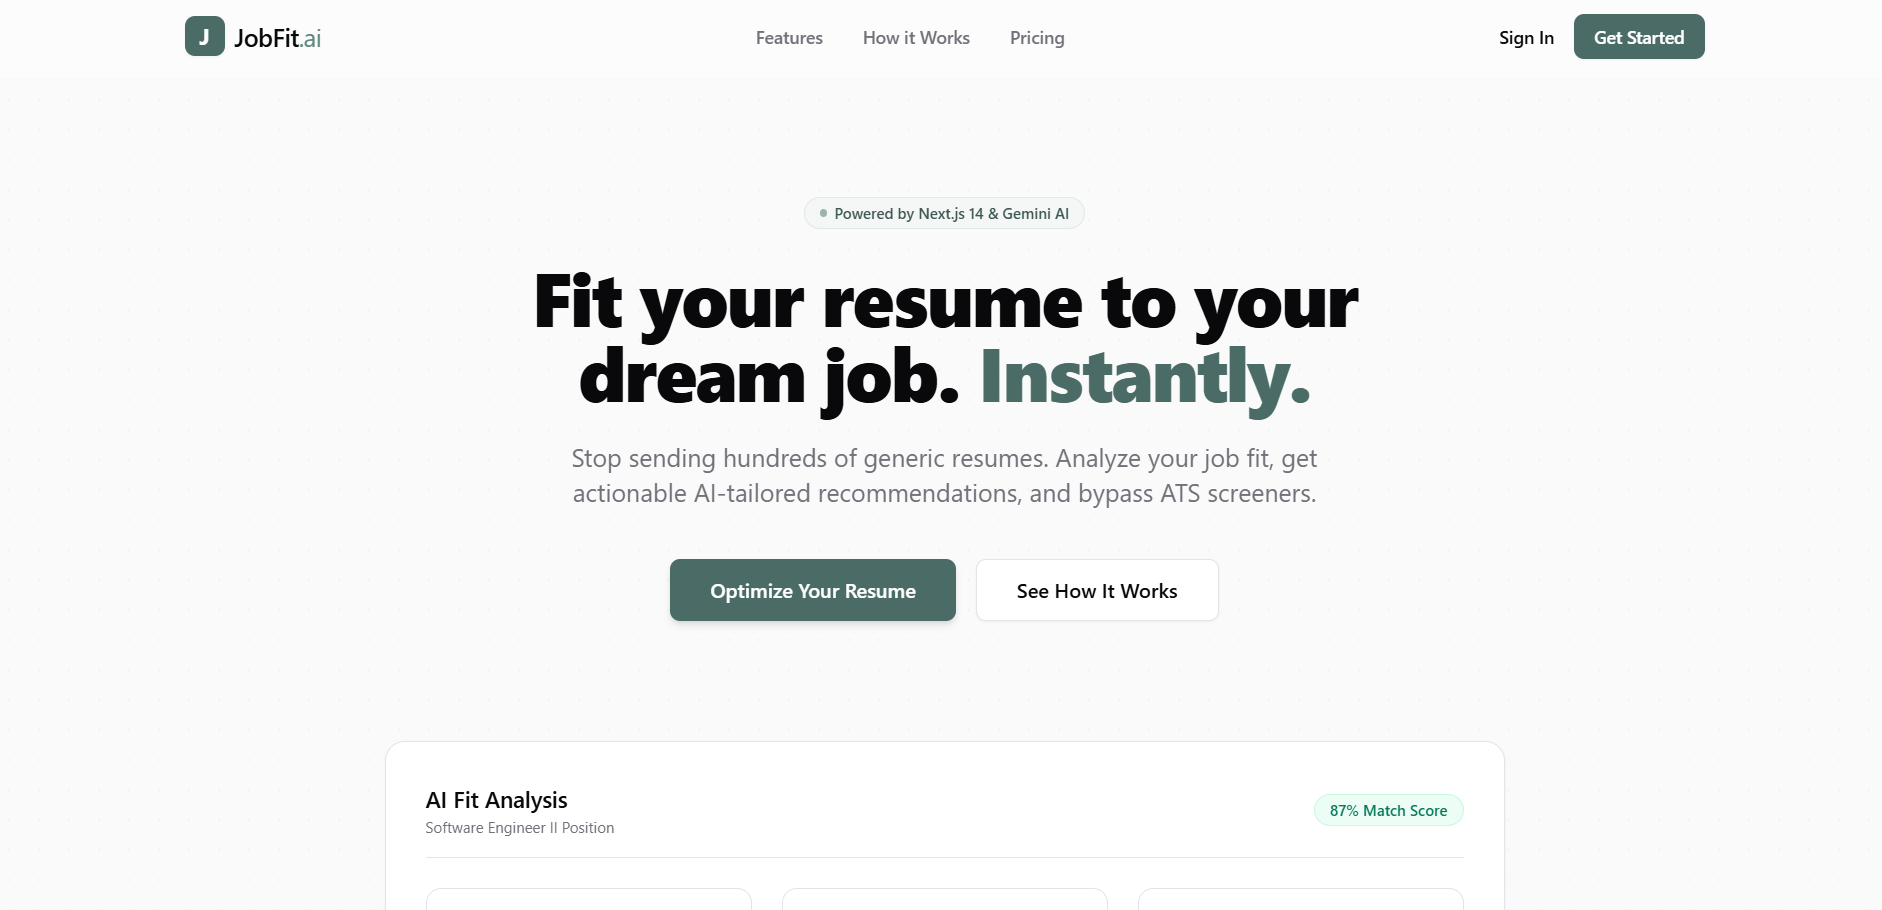 J JobFit.ai
Features How it Works Pricing
Sign In Get Started
Powered by Next.js 14 & Gemini AI
Fit your resume to your
dream job. Instantly.
Stop sending hundreds of generic resumes. Analyze your job fit, get
actionable AI-tailored recommendations, and bypass ATS screeners.
Optimize Your Resume See How It Works
AI Fit Analysis
Software Engineer II Position
87% Match Score